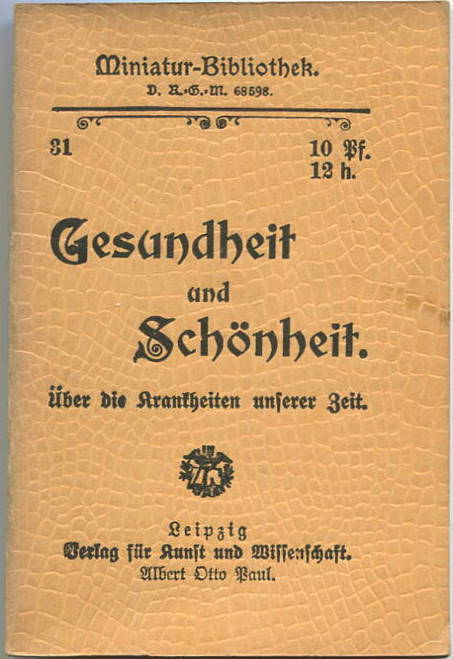 Miniatur-Bibliothek.
D. R.-G.-M. 68598.
31
10 Pf.
12 h.
Gesundheit
und
Schönheit.
Über die Krankheiten unserer Zeit.
Leipzig
Verlag für Kunst und Wissenschaft.
Albert Otto Paul.